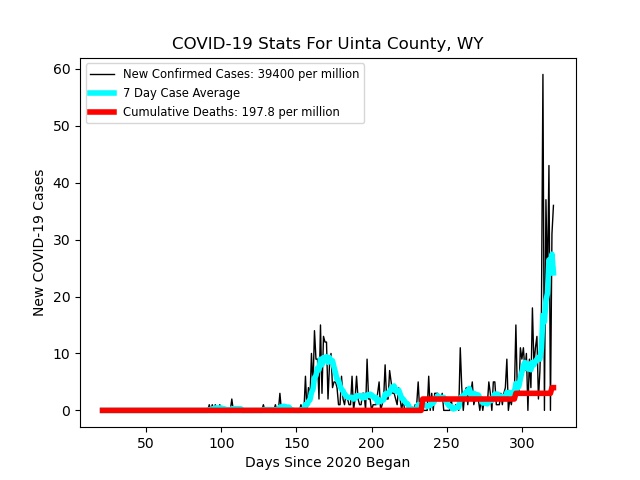 COVID-19 Stats For Uinta County, WY
New Confirmed Cases: 39400 per million
7 Day Case Average
Cumulative Deaths: 197.8 per million
New COVID-19 Cases
60
50
40
30
20
10
0
50 100 150 200 250 300
Days Since 2020 Began